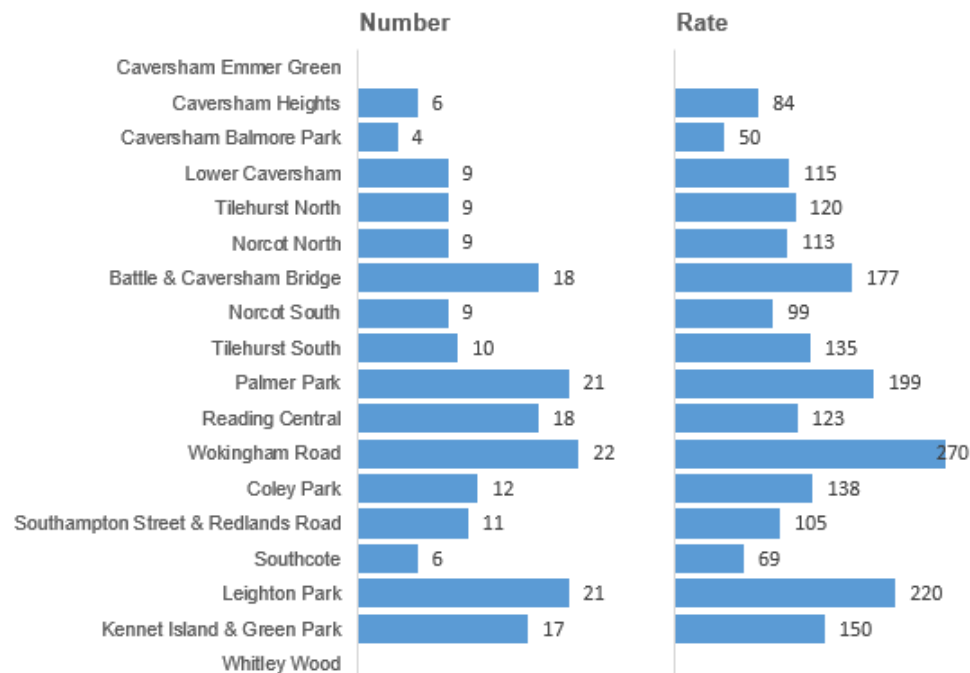 Number Rate
Caversham Emmer Green
Caversham Heights 6 84
Caversham Balmore Park 4 50
Lower Caversham 9 115
Tilehurst North 9 120
Norcot North 9 113
Battle & Caversham Bridge 18 177
Norcot South 9 99
Tilehurst South 10 135
Palmer Park 21 199
Reading Central 18 123
Wokingham Road 22 270
Coley Park 12 138
Southampton Street & Redlands Road 11 105
Southcote 6 69
Leighton Park 21 220
Kennet Island & Green Park 17 150
Whitley Wood